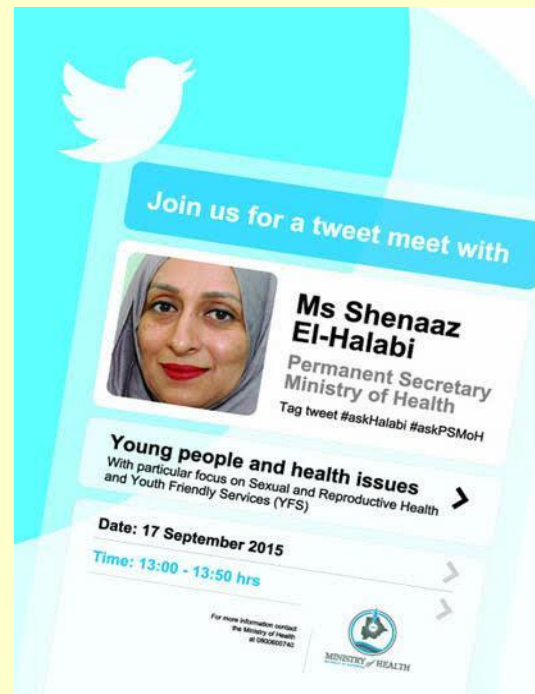 Join us for a tweet meet with
Ms Shenaaz
El-Halabi
Permanent Secretary
Ministry of Health
Tag tweet #askHalabi #askPSMoH
Young people and health issues
With particular focus on Sexual and Reproductive Health
and Youth Friendly Services (YFS)
Date: 17 September 2015
Time: 13:00 - 13:50 hrs
For more information contact
the Ministry of Health
at 0800600740
MINISTRY of HEALTH